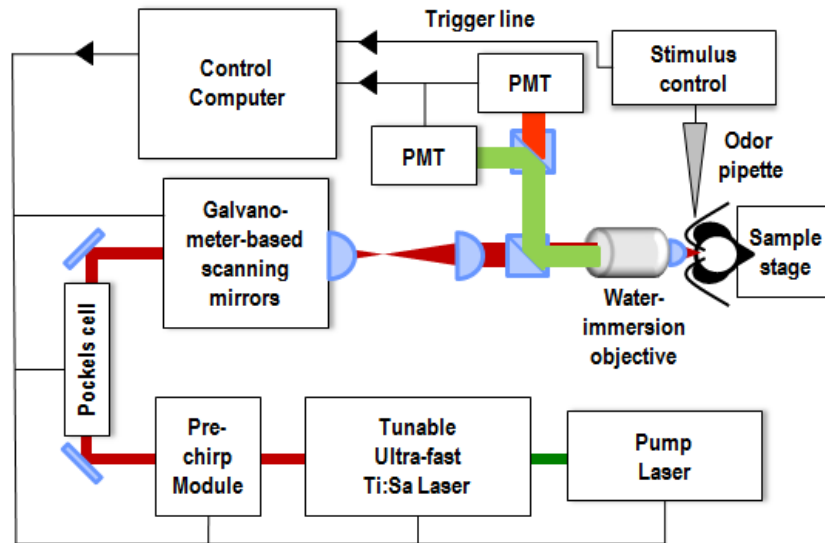 Trigger line
Control
Computer
PMT
PMT
Stimulus
control
Odor
pipette
Galvano-
meter-based
scanning
mirrors
Sample
stage
Water-
immersion
objective
Pockels cell
Pre-
chirp
Module
Tunable
Ultra-fast
Ti:Sa Laser
Pump
Laser